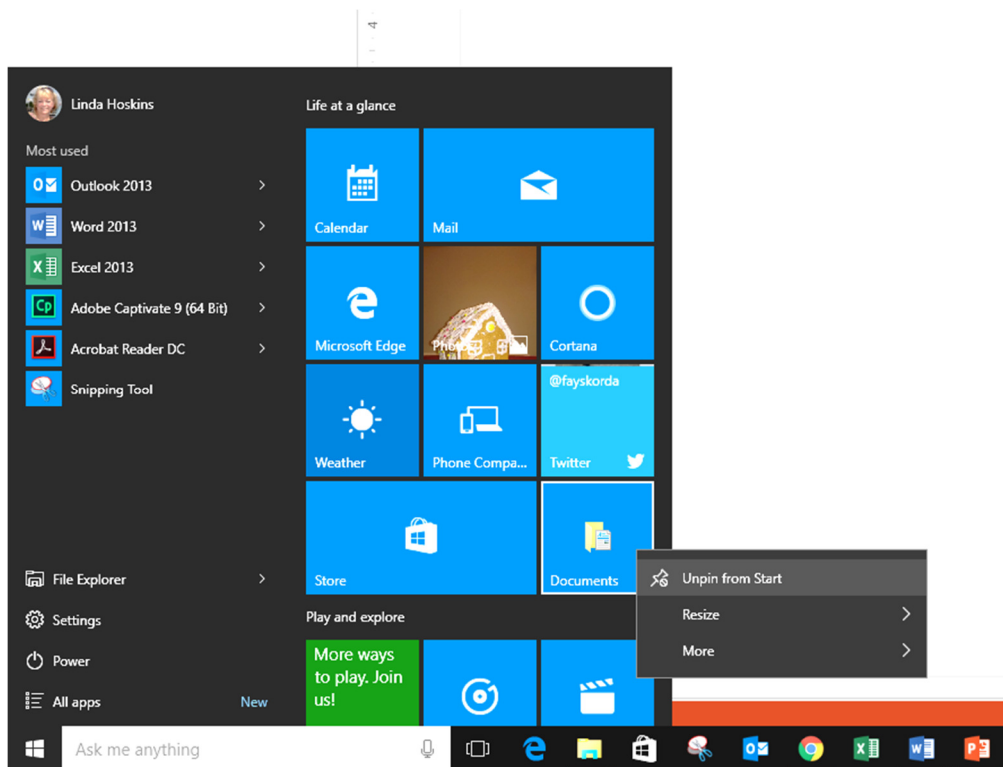 4
Linda Hoskins
Most used
Outlook 2013
Word 2013
Excel 2013
Adobe Captivate 9 (64 Bit)
Acrobat Reader DC
Snipping Tool
File Explorer
Settings
Power
All apps
New
Life at a glance
Calendar
Mail
Microsoft Edge
Photos
Cortana
Weather
Phone Compa...
@fayskorda
Twitter
Store
Documents
Play and explore
More ways
to play. Join
us!
Unpin from Start
Resize
More
Ask me anything